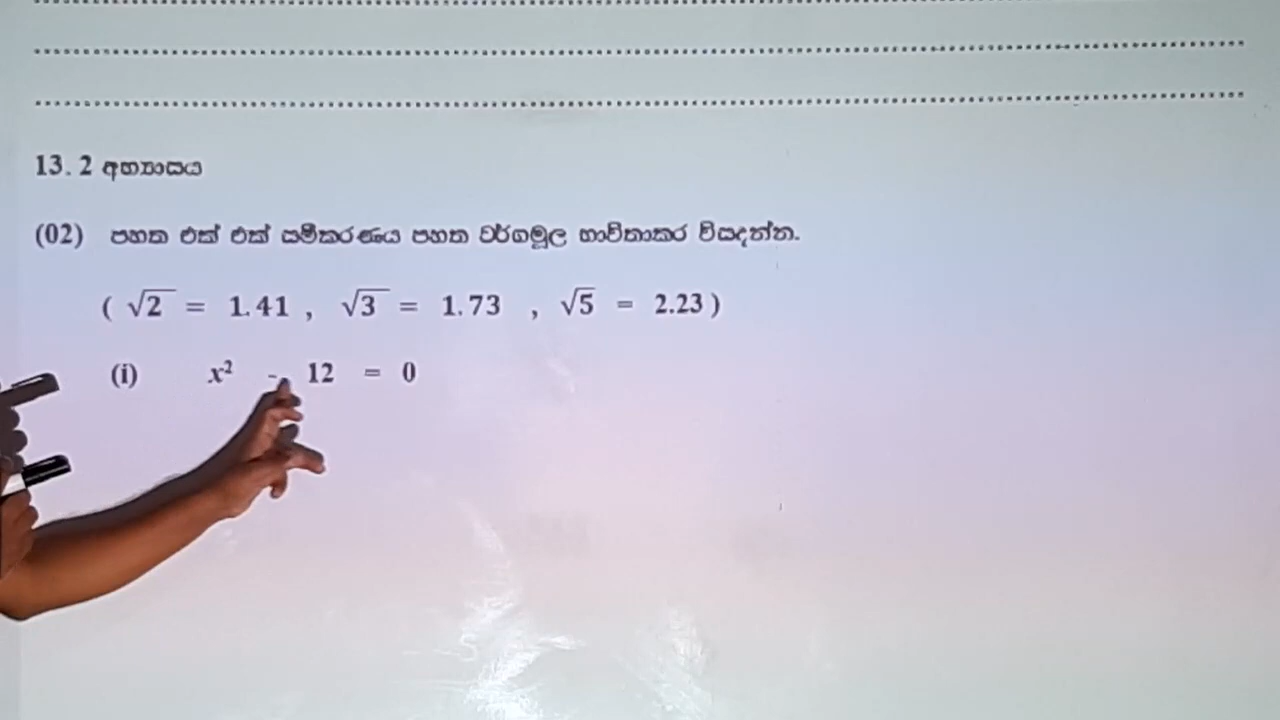 13. 2 අභ්‍යාසය
(02) පහත එක් එක් සමීකරණය පහත වර්ගමූල භාවිතාකර විසඳන්න.
( √2 = 1.41 , √3 = 1.73 , √5 = 2.23 )
(i) x² - 12 = 0